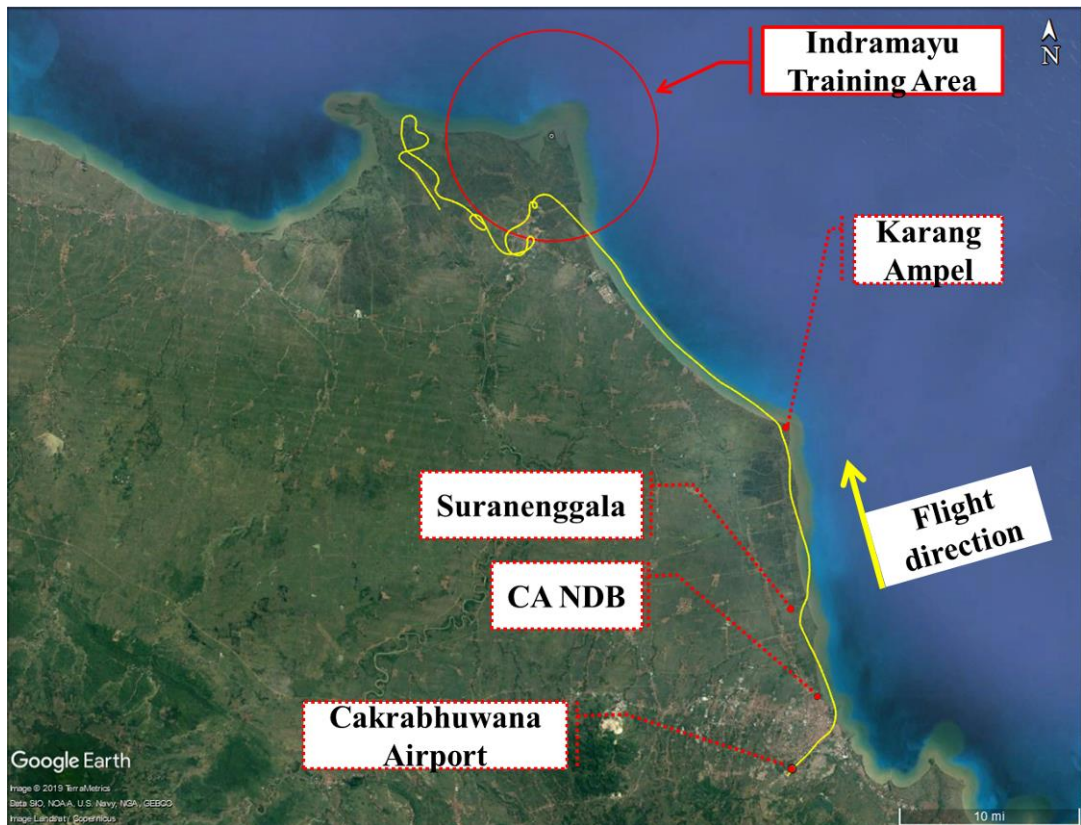 Indramayu
Training Area
N
Karang
Ampel
Suranenggala
Flight
direction
CA NDB
Cakrabhuwana
Airport
Google Earth
Image © 2019 TerraMetrics
Data SIO, NOAA, U.S. Navy, NGA, GEBCO
Image Landsat / Copernicus
10 mi